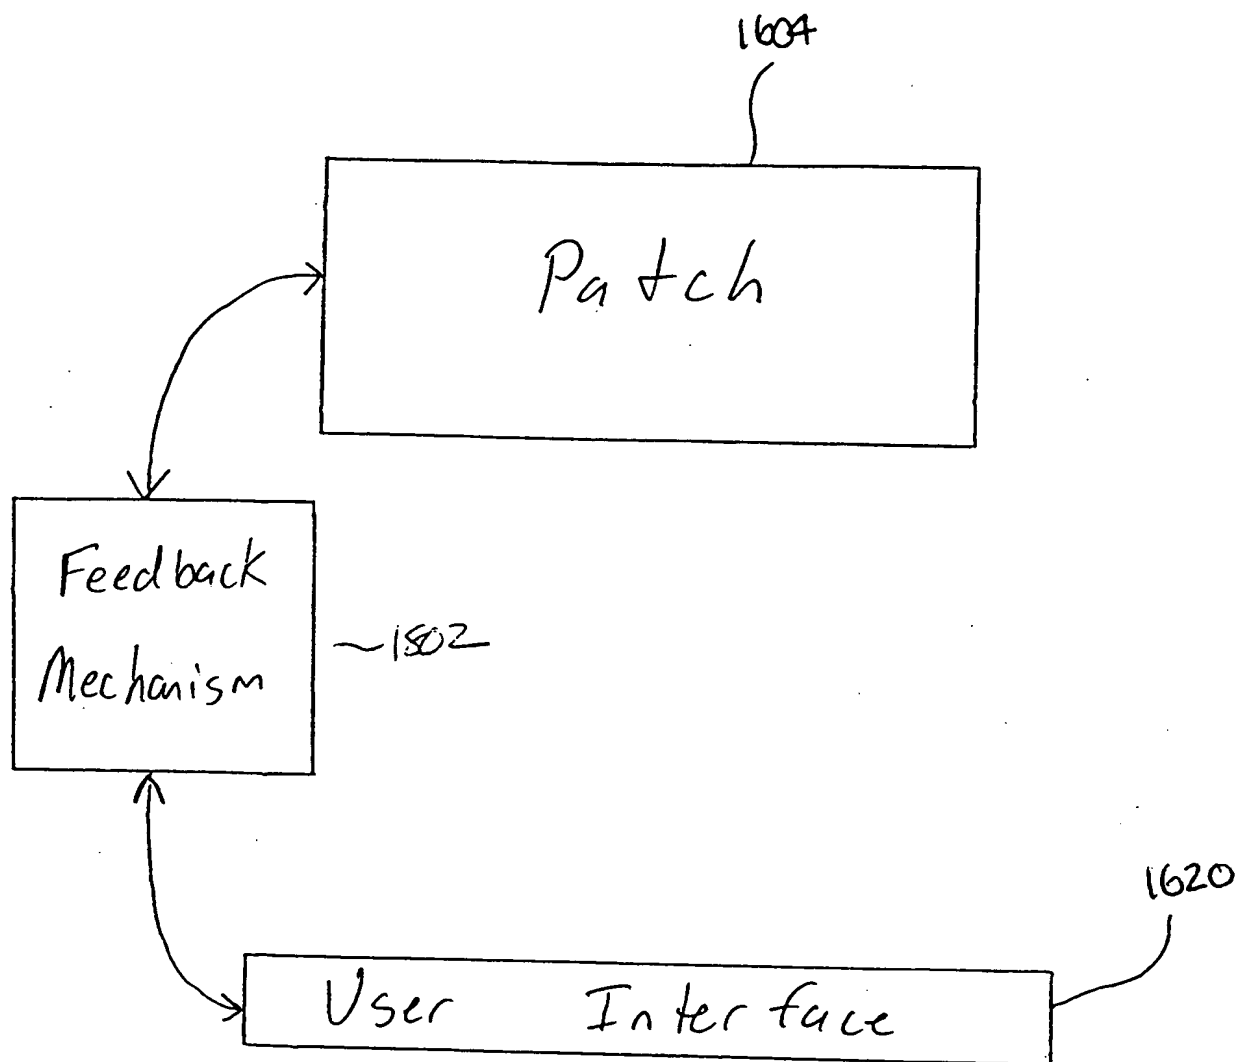 1604
Patch
Feedback
Mechanism
1802
1620
User Interface